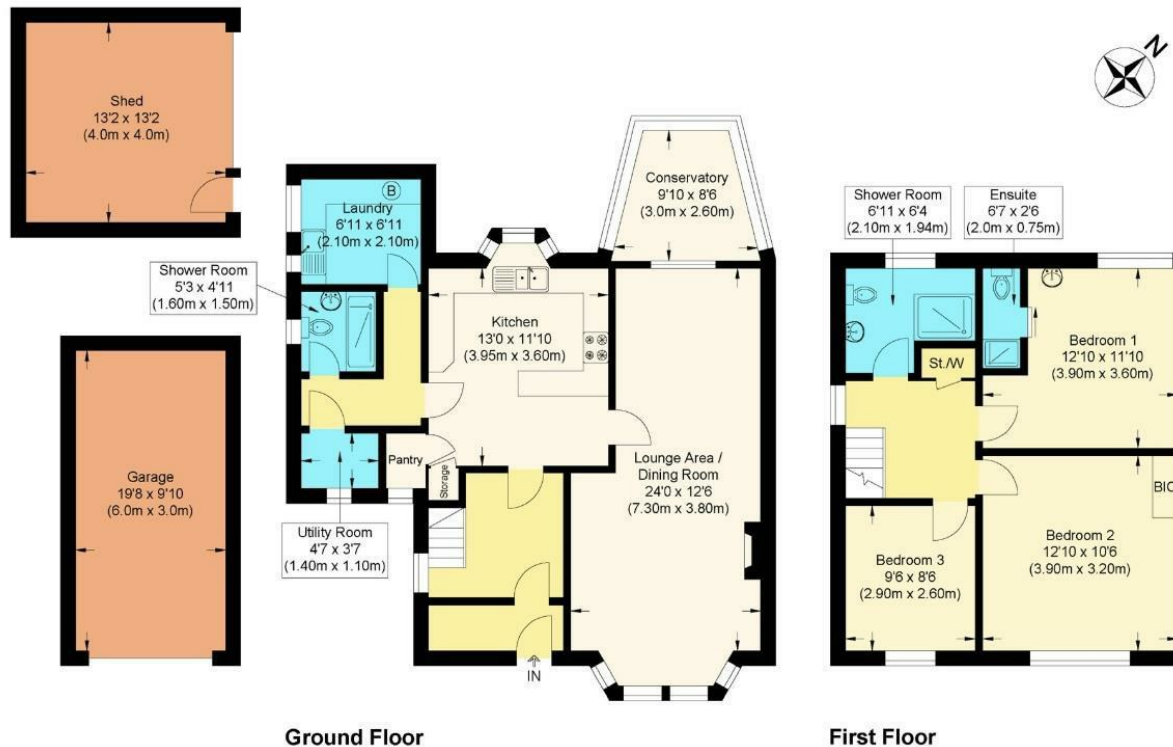 Shed
13'2 x 13'2
(4.0m x 4.0m)
N
Conservatory
9'10 x 8'6
(3.0m x 2.60m)
Shower Room
6'11 x 6'4
(2.10m x 1.94m)
Ensuite
6'7 x 2'6
(2.0m x 0.75m)
B
Laundry
6'11 x 6'11
(2.10m x 2.10m)
Shower Room
5'3 x 4'11
(1.60m x 1.50m)
Kitchen
13'0 x 11'10
(3.95m x 3.60m)
Bedroom 1
12'10 x 11'10
(3.90m x 3.60m)
St./W
Garage
19'8 x 9'10
(6.0m x 3.0m)
Pantry
Storage
Lounge Area /
Dining Room
24'0 x 12'6
(7.30m x 3.80m)
BIC
Utility Room
4'7 x 3'7
(1.40m x 1.10m)
Bedroom 3
9'6 x 8'6
(2.90m x 2.60m)
Bedroom 2
12'10 x 10'6
(3.90m x 3.20m)
IN
Ground Floor
First Floor